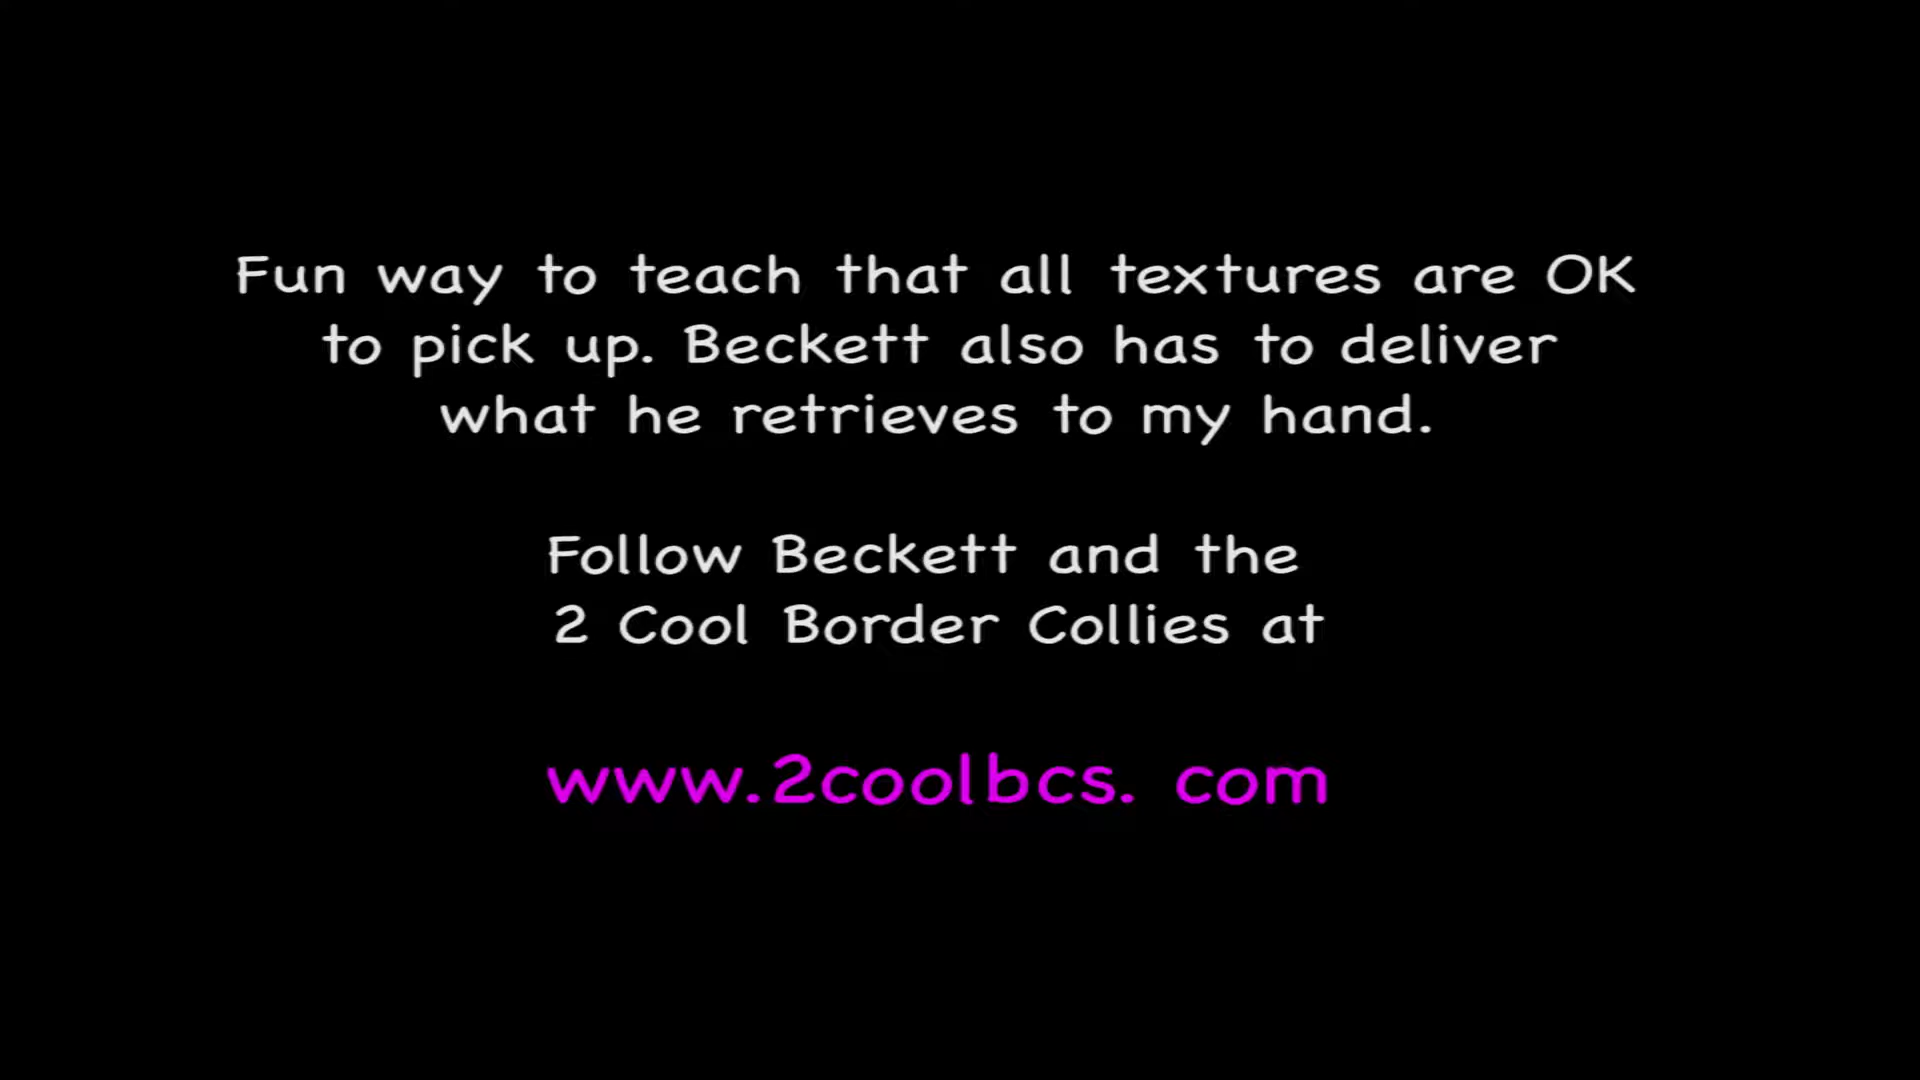 Fun way to teach that all textures are OK
to pick up. Beckett also has to deliver
what he retrieves to my hand.
Follow Beckett and the
2 Cool Border Collies at
www.2coolbcs. com